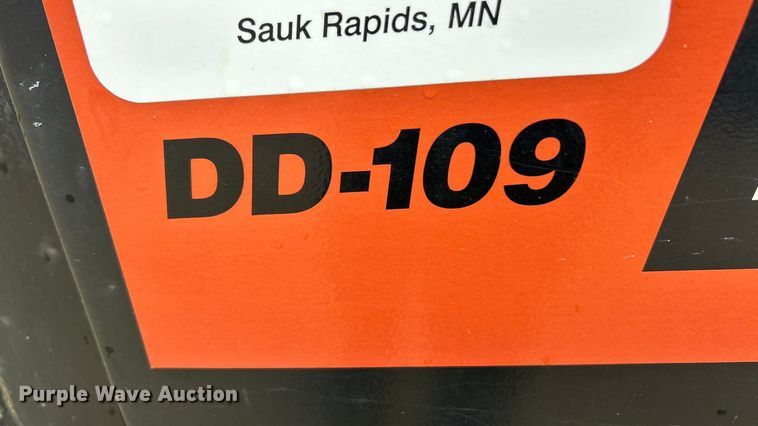 Sauk Rapids, MN
DD-109
Purple Wave Auction